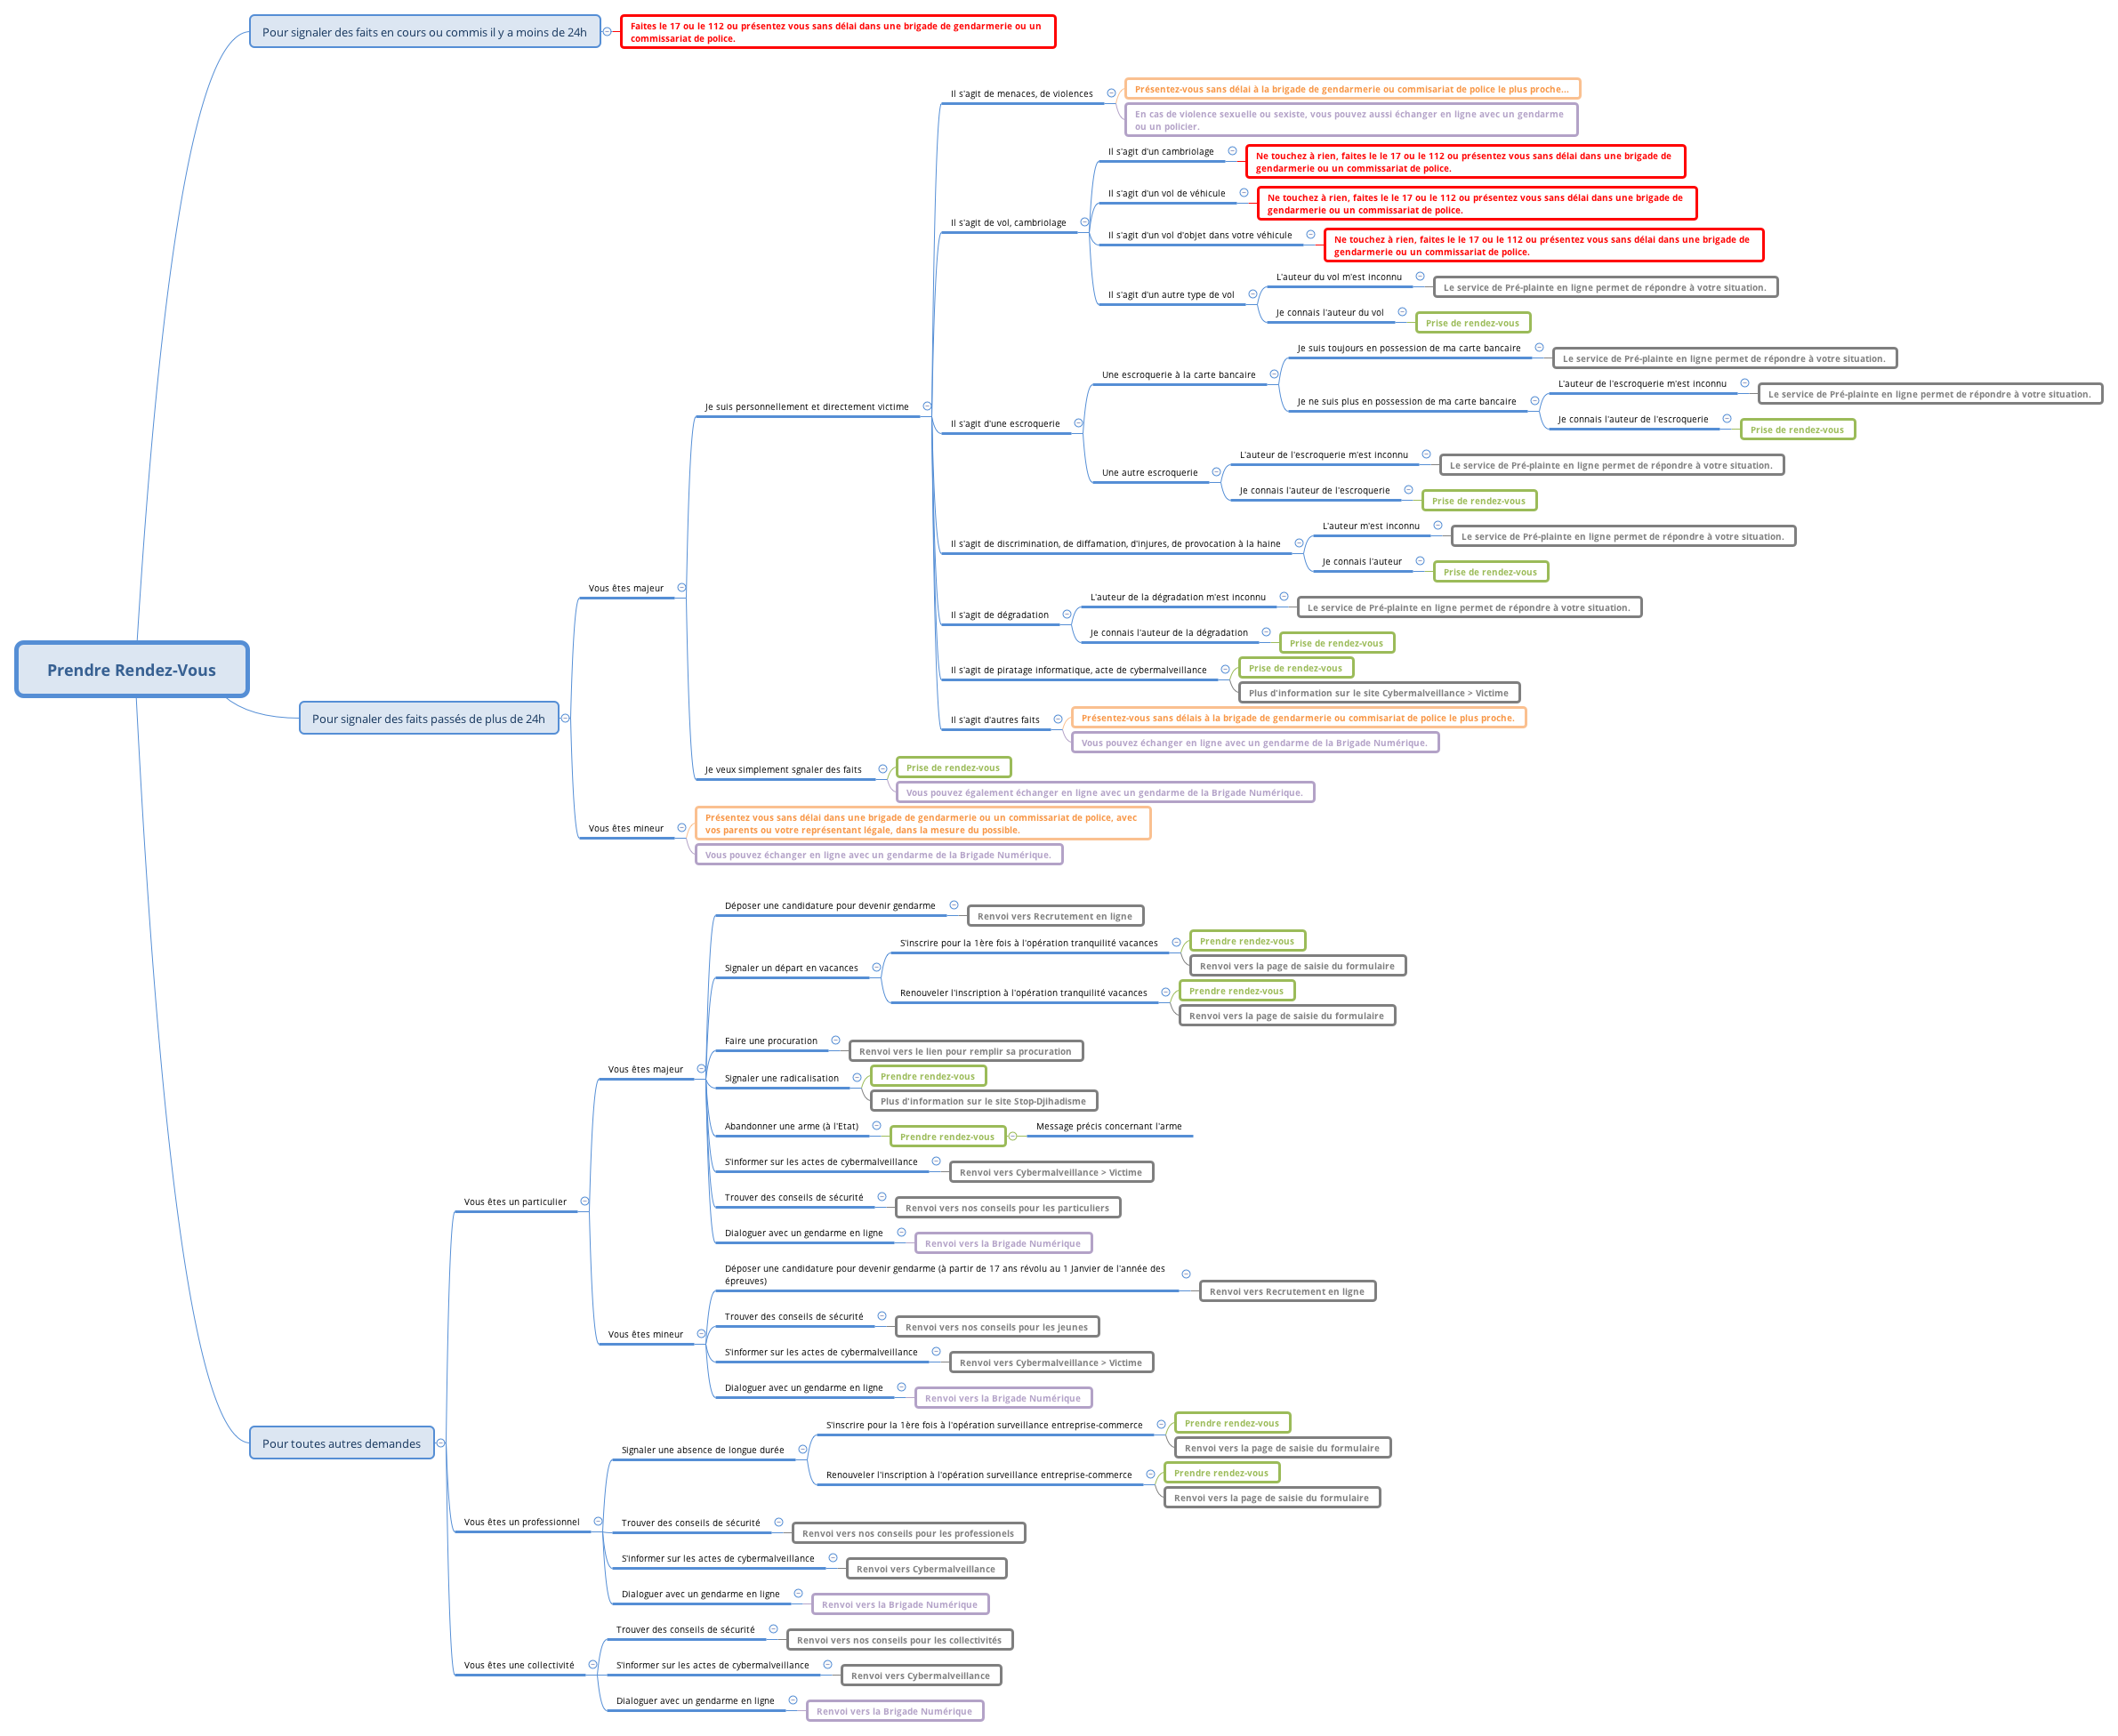 Prendre Rendez-Vous
Pour signaler des faits en cours ou commis il y a moins de 24h
Faites le 17 ou le 112 ou présentez vous sans délai dans une brigade de gendarmerie ou un
commissariat de police.
Pour signaler des faits passés de plus de 24h
Vous êtes majeur
Je suis personnellement et directement victime
Il s'agit de menaces, de violences
Présentez-vous sans délai à la brigade de gendarmerie ou commisariat de police le plus proche...
En cas de violence sexuelle ou sexiste, vous pouvez aussi échanger en ligne avec un gendarme
ou un policier.
Il s'agit de vol, cambriolage
Il s'agit d'un cambriolage
Ne touchez à rien, faites le le 17 ou le 112 ou présentez vous sans délai dans une brigade de
gendarmerie ou un commissariat de police.
Il s'agit d'un vol de véhicule
Ne touchez à rien, faites le le 17 ou le 112 ou présentez vous sans délai dans une brigade de
gendarmerie ou un commissariat de police.
Il s'agit d'un vol d'objet dans votre véhicule
Ne touchez à rien, faites le le 17 ou le 112 ou présentez vous sans délai dans une brigade de
gendarmerie ou un commissariat de police.
Il s'agit d'un autre type de vol
L'auteur du vol m'est inconnu
Le service de Pré-plainte en ligne permet de répondre à votre situation.
Je connais l'auteur du vol
Prise de rendez-vous
Il s'agit d'une escroquerie
Une escroquerie à la carte bancaire
Je suis toujours en possession de ma carte bancaire
Le service de Pré-plainte en ligne permet de répondre à votre situation.
Je ne suis plus en possession de ma carte bancaire
L'auteur de l'escroquerie m'est inconnu
Le service de Pré-plainte en ligne permet de répondre à votre situation.
Je connais l'auteur de l'escroquerie
Prise de rendez-vous
Une autre escroquerie
L'auteur de l'escroquerie m'est inconnu
Le service de Pré-plainte en ligne permet de répondre à votre situation.
Je connais l'auteur de l'escroquerie
Prise de rendez-vous
Il s'agit de discrimination, de diffamation, d'injures, de provocation à la haine
L'auteur m'est inconnu
Le service de Pré-plainte en ligne permet de répondre à votre situation.
Je connais l'auteur
Prise de rendez-vous
Il s'agit de dégradation
L'auteur de la dégradation m'est inconnu
Le service de Pré-plainte en ligne permet de répondre à votre situation.
Je connais l'auteur de la dégradation
Prise de rendez-vous
Il s'agit de piratage informatique, acte de cybermalveillance
Prise de rendez-vous
Plus d'information sur le site Cybermalveillance > Victime
Il s'agit d'autres faits
Présentez-vous sans délais à la brigade de gendarmerie ou commisariat de police le plus proche.
Vous pouvez échanger en ligne avec un gendarme de la Brigade Numérique.
Je veux simplement sgnaler des faits
Prise de rendez-vous
Vous pouvez également échanger en ligne avec un gendarme de la Brigade Numérique.
Vous êtes mineur
Présentez vous sans délai dans une brigade de gendarmerie ou un commissariat de police, avec
vos parents ou votre représentant légale, dans la mesure du possible.
Vous pouvez échanger en ligne avec un gendarme de la Brigade Numérique.
Pour toutes autres demandes
Vous êtes un particulier
Vous êtes majeur
Déposer une candidature pour devenir gendarme
Renvoi vers Recrutement en ligne
Signaler un départ en vacances
S'inscrire pour la 1ère fois à l'opération tranquilité vacances
Prendre rendez-vous
Renvoi vers la page de saisie du formulaire
Renouveler l'inscription à l'opération tranquilité vacances
Prendre rendez-vous
Renvoi vers la page de saisie du formulaire
Faire une procuration
Renvoi vers le lien pour remplir sa procuration
Signaler une radicalisation
Prendre rendez-vous
Plus d'information sur le site Stop-Djihadisme
Abandonner une arme (à l'Etat)
Prendre rendez-vous
Message précis concernant l'arme
S'informer sur les actes de cybermalveillance
Renvoi vers Cybermalveillance > Victime
Trouver des conseils de sécurité
Renvoi vers nos conseils pour les particuliers
Dialoguer avec un gendarme en ligne
Renvoi vers la Brigade Numérique
Vous êtes mineur
Déposer une candidature pour devenir gendarme (à partir de 17 ans révolu au 1 Janvier de l'année des
épreuves)
Renvoi vers Recrutement en ligne
Trouver des conseils de sécurité
Renvoi vers nos conseils pour les jeunes
S'informer sur les actes de cybermalveillance
Renvoi vers Cybermalveillance > Victime
Dialoguer avec un gendarme en ligne
Renvoi vers la Brigade Numérique
Vous êtes un professionnel
Signaler une absence de longue durée
S'inscrire pour la 1ère fois à l'opération surveillance entreprise-commerce
Prendre rendez-vous
Renvoi vers la page de saisie du formulaire
Renouveler l'inscription à l'opération surveillance entreprise-commerce
Prendre rendez-vous
Renvoi vers la page de saisie du formulaire
Trouver des conseils de sécurité
Renvoi vers nos conseils pour les professionels
S'informer sur les actes de cybermalveillance
Renvoi vers Cybermalveillance
Dialoguer avec un gendarme en ligne
Renvoi vers la Brigade Numérique
Vous êtes une collectivité
Trouver des conseils de sécurité
Renvoi vers nos conseils pour les collectivités
S'informer sur les actes de cybermalveillance
Renvoi vers Cybermalveillance
Dialoguer avec un gendarme en ligne
Renvoi vers la Brigade Numérique